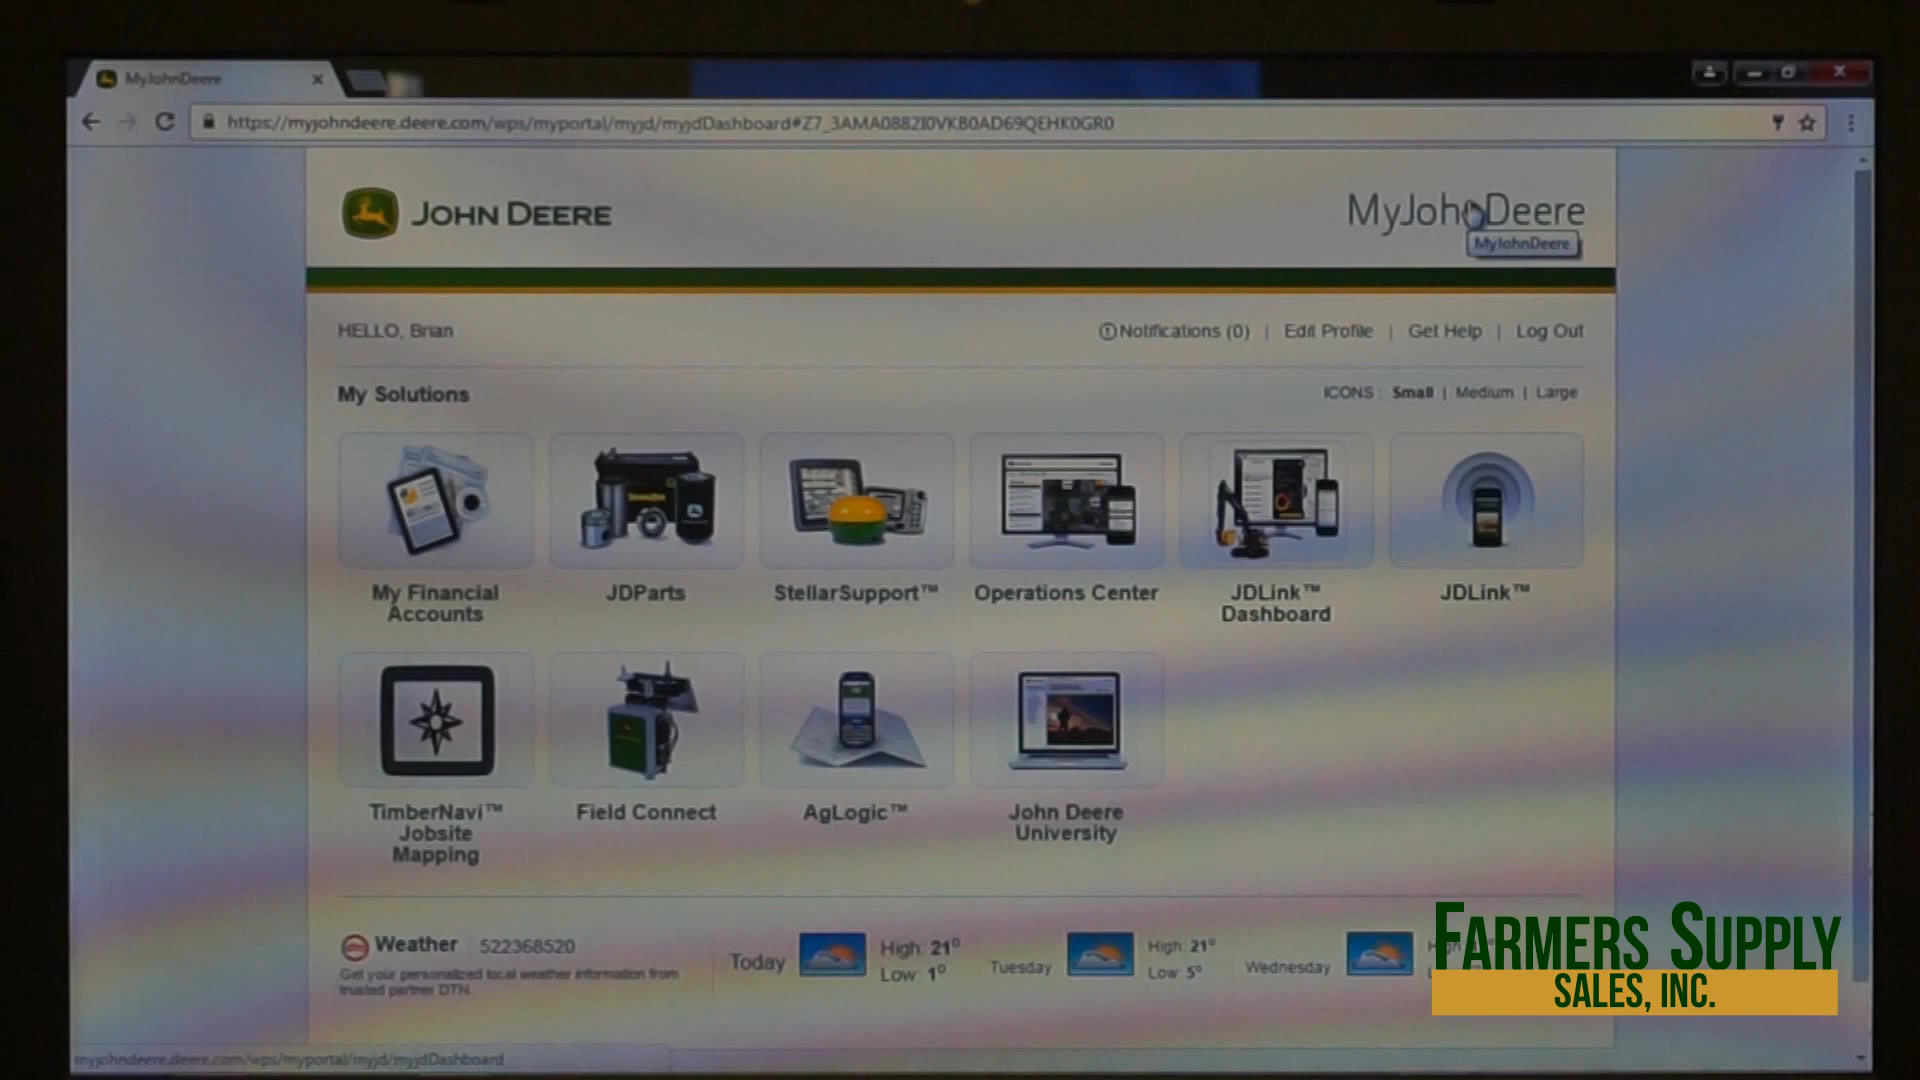 MyJohnDeere
https://myjohndeere.deere.com/wps/myportal/myjd/myjdDashboard#Z7_3AMA0882I0VKB0AD69QEHK0GR0
JOHN DEERE
MyJohnDeere
MyJohnDeere
HELLO, Brian
Notifications (0) | Edit Profile | Get Help | Log Out
My Solutions
ICONS : Small | Medium | Large
My Financial
Accounts
JDParts
StellarSupport™
Operations Center
JDLink™
Dashboard
JDLink™
TimberNavi™
Jobsite
Mapping
Field Connect
AgLogic™
John Deere
University
Weather 522368520
Get your personalized local weather information from
trusted partner DTN.
Today
High: 21°
Low: 1°
Tuesday
High: 21°
Low: 5°
Wednesday
FARMERS SUPPLY
SALES, INC.
myjohndeere.deere.com/wps/myportal/myjd/myjdDashboard